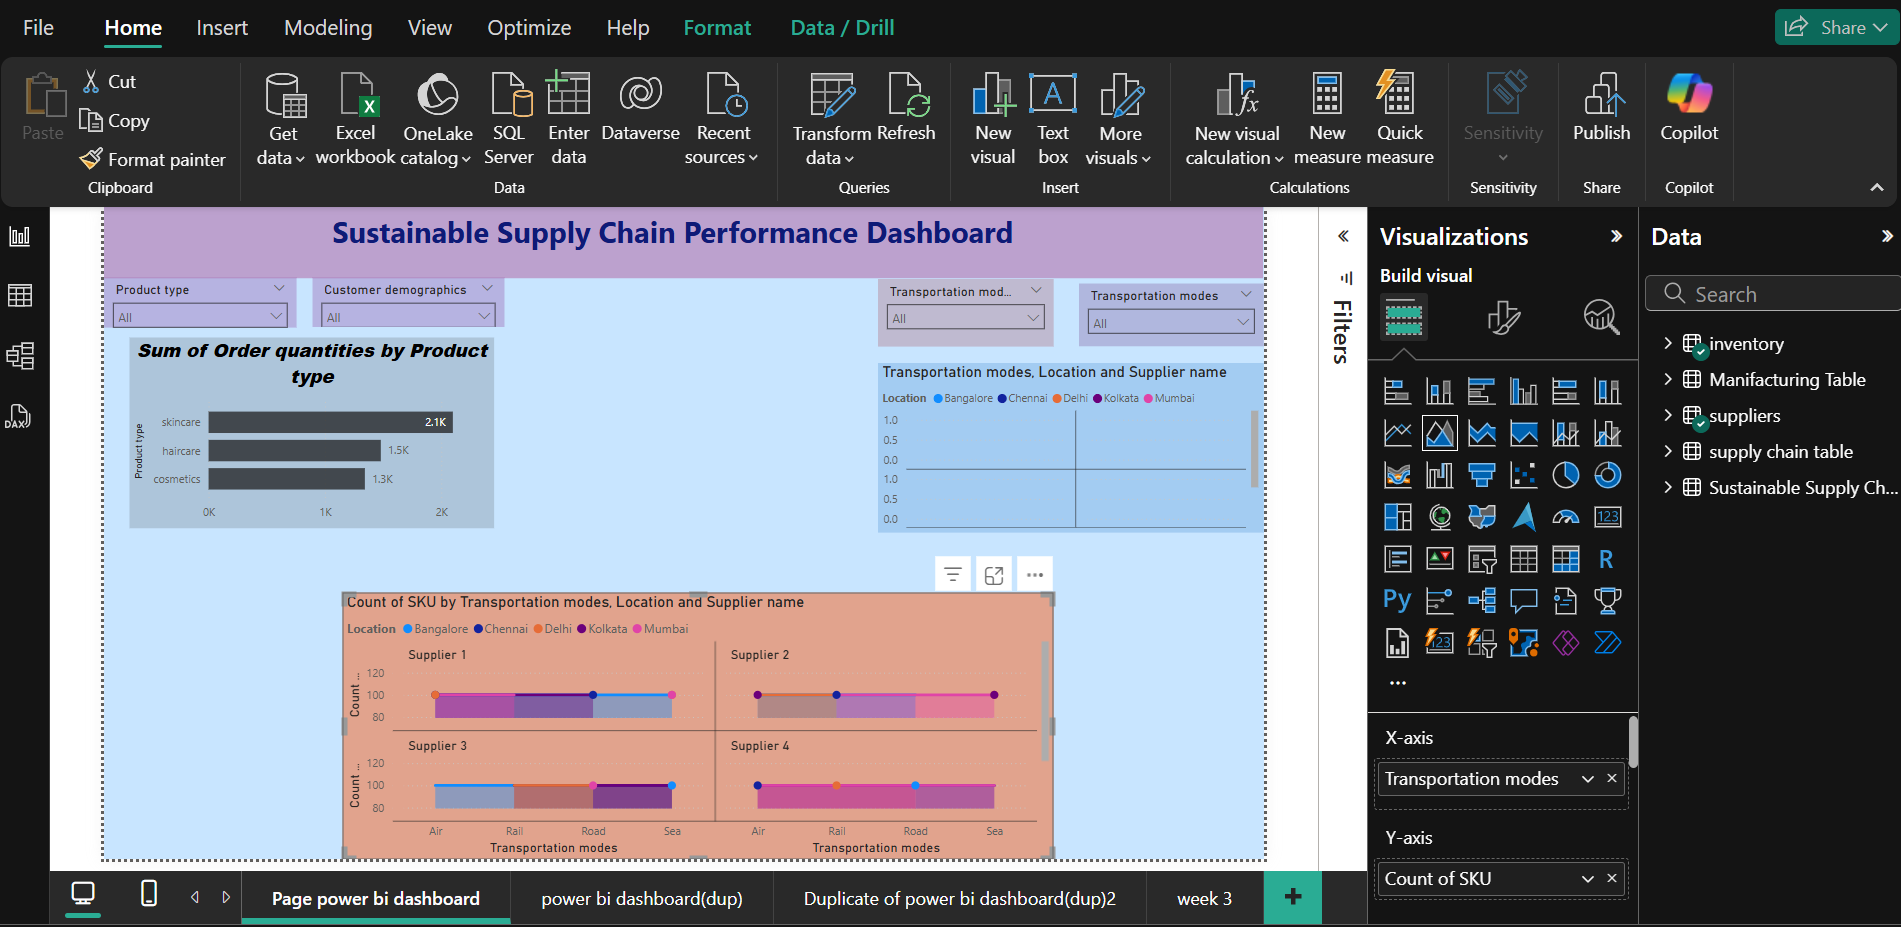 File Home Insert Modeling View Optimize Help Format Data / Drill Share
Paste
Cut
Copy
Format painter
Clipboard
Get data
Excel workbook
OneLake catalog
SQL Server
Enter data
Dataverse
Recent sources
Data
Transform data
Refresh
Queries
New visual
Text box
More visuals
Insert
New visual calculation
New measure
Quick measure
Calculations
Sensitivity
Sensitivity
Publish
Share
Copilot
Copilot
Sustainable Supply Chain Performance Dashboard
Product type
All
Customer demographics
All
Transportation mod...
All
Transportation modes
All
Sum of Order quantities by Product
type
Product type
skincare 2.1K
haircare 1.5K
cosmetics 1.3K
0K 1K 2K
Transportation modes, Location and Supplier name
Location Bangalore Chennai Delhi Kolkata Mumbai
1.0
0.5
0.0
1.0
0.5
0.0
Count of SKU by Transportation modes, Location and Supplier name
Location Bangalore Chennai Delhi Kolkata Mumbai
Supplier 1 Supplier 2
Count ...
120
100
80
Supplier 3 Supplier 4
Count ...
120
100
80
Air Rail Road Sea Air Rail Road Sea
Transportation modes Transportation modes
Filters
Visualizations
Build visual
123
R
Py
123
...
X-axis
Transportation modes
Y-axis
Count of SKU
Data
Search
inventory
Manifacturing Table
suppliers
supply chain table
Sustainable Supply Ch...
DAX
Page power bi dashboard power bi dashboard(dup) Duplicate of power bi dashboard(dup)2 week 3